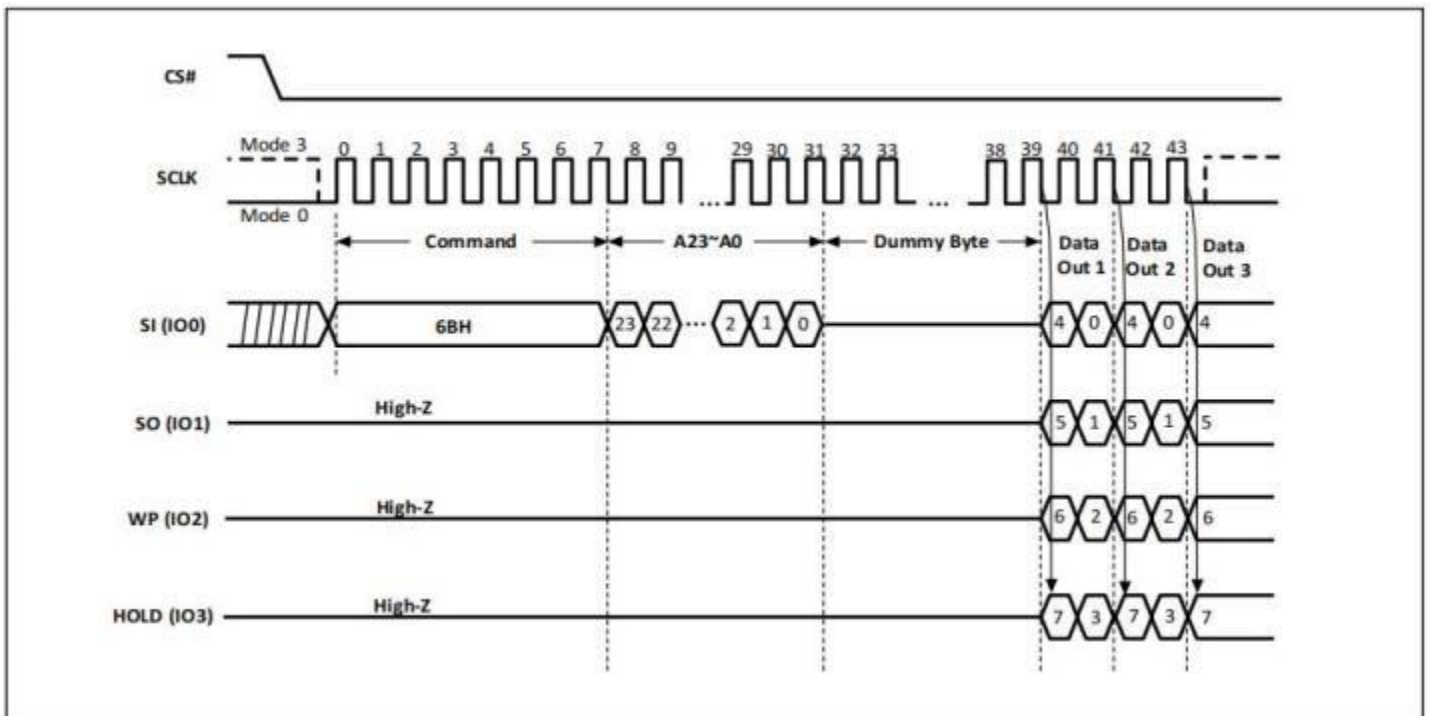 CS#
Mode 3 0 1 2 3 4 5 6 7 8 9 29 30 31 32 33 38 39 40 41 42 43
SCLK
.... ...
Mode 0
Command A23~A0 Dummy Byte Data Out 1 Data Out 2 Data Out 3
SI (IO0) 6BH 23 22 ... 2 1 0 4 0 4 0 4
High-Z
SO (IO1) 5 1 5 1 5
High-Z
WP (IO2) 6 2 6 2 6
High-Z
HOLD (IO3) 7 3 7 3 7